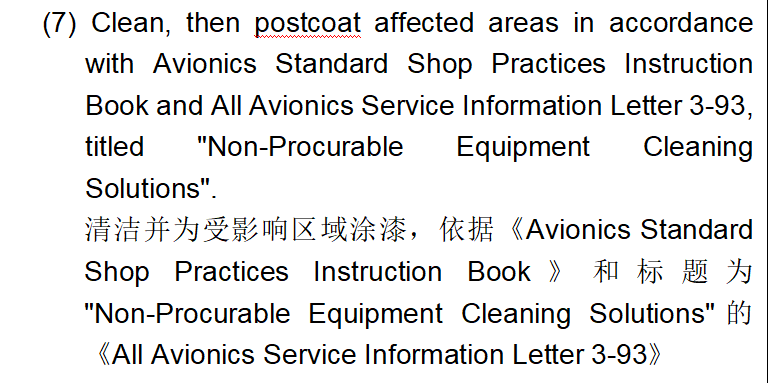 (7) Clean, then postcoat affected areas in accordance
with Avionics Standard Shop Practices Instruction
Book and All Avionics Service Information Letter 3-93,
titled "Non-Procurable Equipment Cleaning
Solutions".
清洁并为受影响区域涂漆，依据《Avionics Standard
Shop Practices Instruction Book 》 和标题为
"Non-Procurable Equipment Cleaning Solutions" 的
《All Avionics Service Information Letter 3-93》